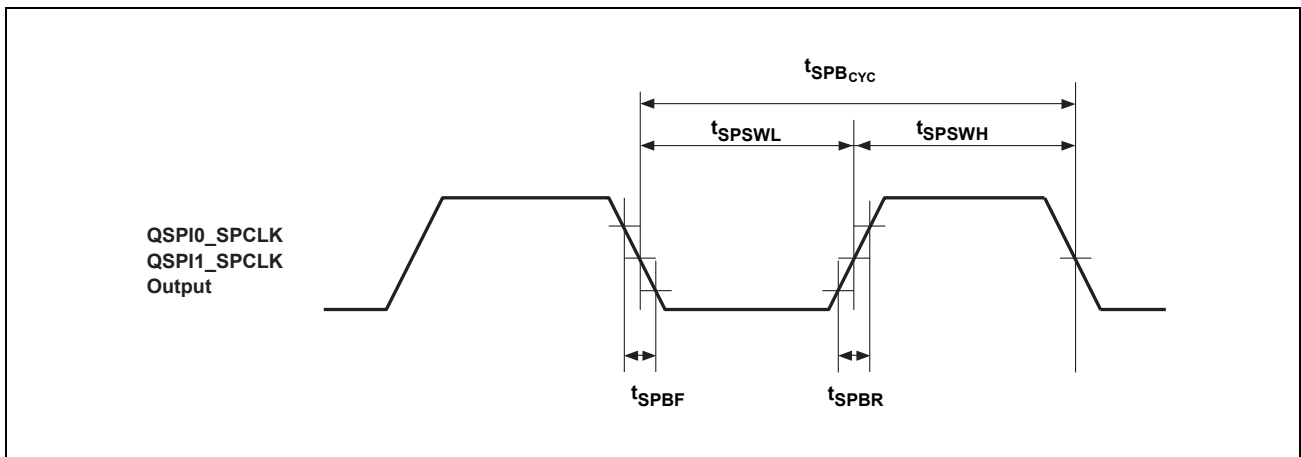 tSPBCYC
tSPSWL tSPSWH
QSPI0_SPCLK
QSPI1_SPCLK
Output
tSPBF tSPBR